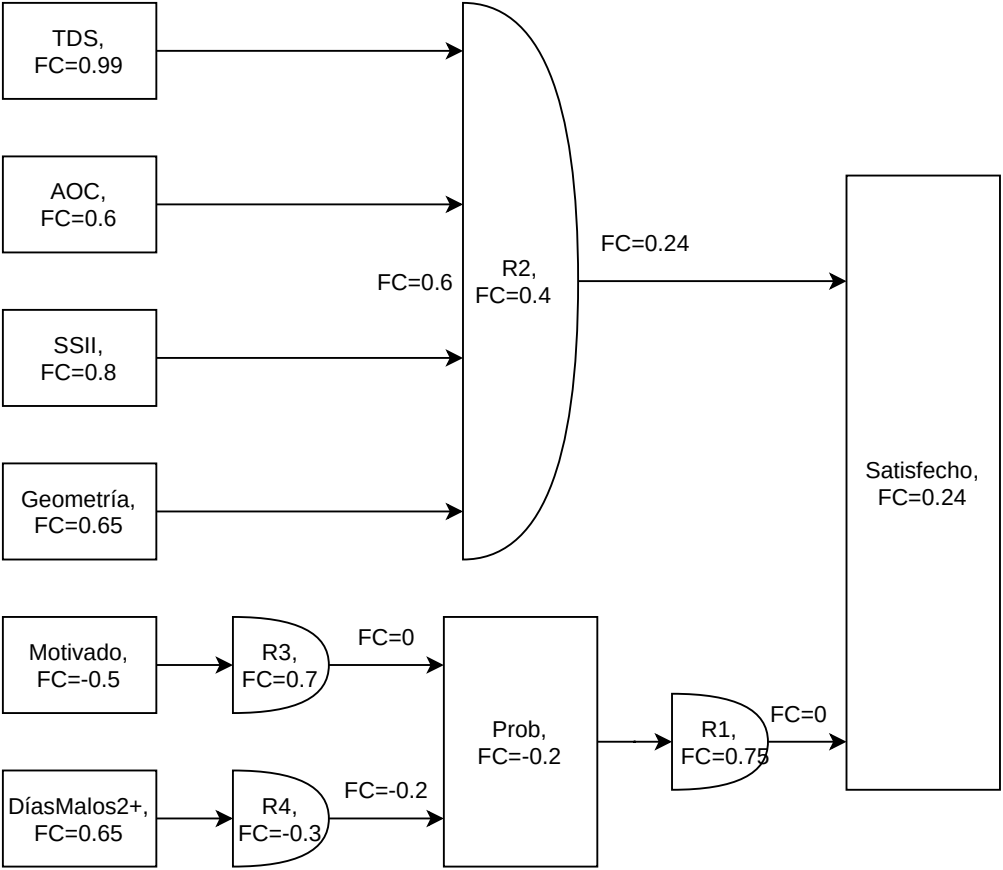 TDS,
FC=0.99
AOC,
FC=0.6
SSII,
FC=0.8
Geometría,
FC=0.65
FC=0.6
R2,
FC=0.4
FC=0.24
Satisfecho,
FC=0.24
Motivado,
FC=-0.5
R3,
FC=0.7
FC=0
DíasMalos2+,
FC=0.65
R4,
FC=-0.3
FC=-0.2
Prob,
FC=-0.2
R1,
FC=0.75
FC=0